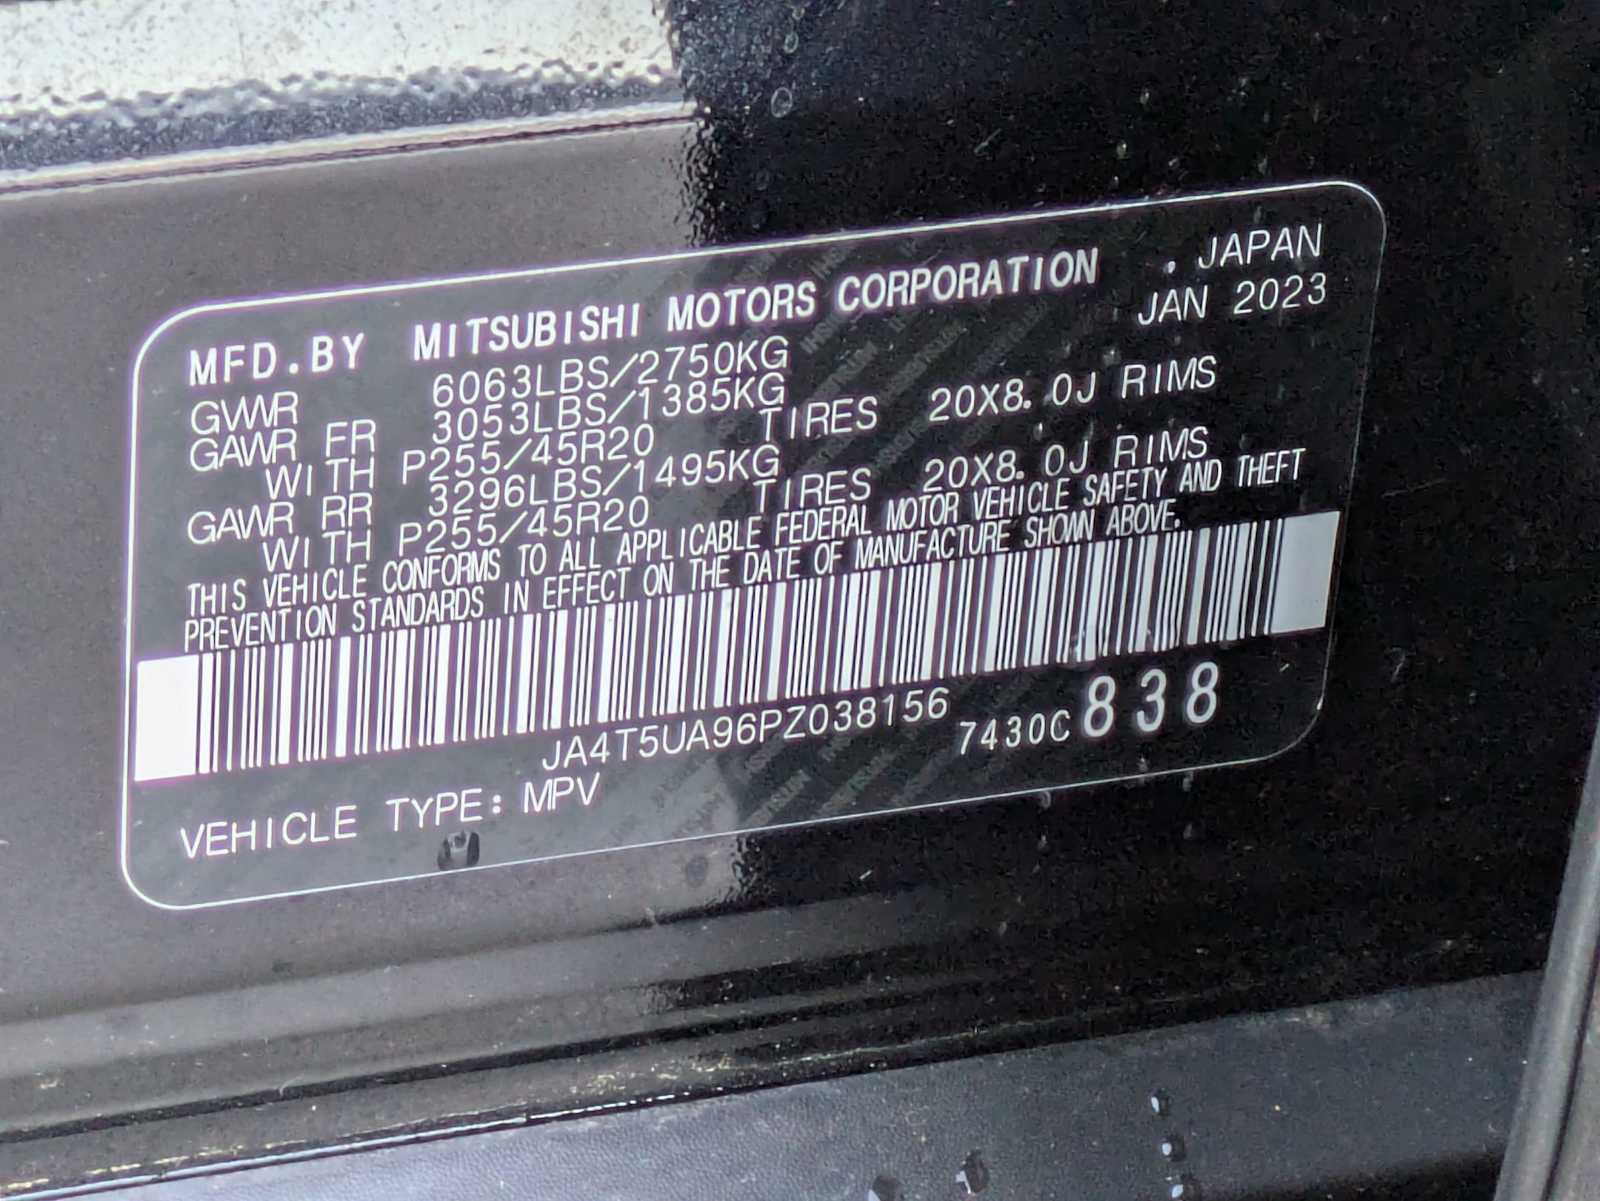 MFD.BY MITSUBISHI MOTORS CORPORATION . JAPAN
JAN 2023
GVWR 6063LBS/2750KG
GAWR FR 3053LBS/1385KG
WITH P255/45R20 TIRES 20X8.0J RIMS
GAWR RR 3296LBS/1495KG
WITH P255/45R20 TIRES 20X8.0J RIMS
THIS VEHICLE CONFORMS TO ALL APPLICABLE FEDERAL MOTOR VEHICLE SAFETY AND THEFT
PREVENTION STANDARDS IN EFFECT ON THE DATE OF MANUFACTURE SHOWN ABOVE.
JA4T5UA96PZ038156
7430C 838
VEHICLE TYPE: MPV